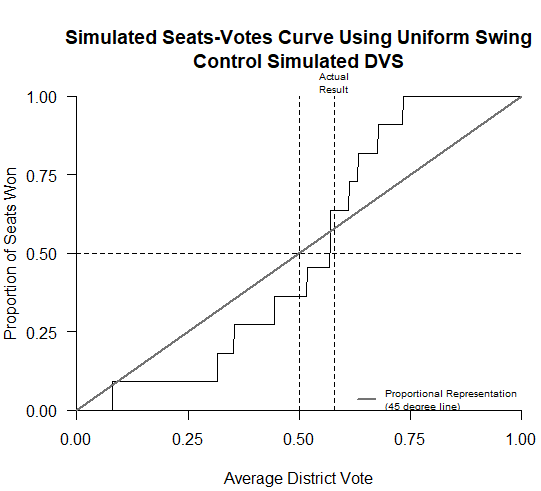 Simulated Seats-Votes Curve Using Uniform Swing
Control Simulated DVS
Actual
Result
1.00
0.75
0.50
0.25
0.00
Proportion of Seats Won
Proportional Representation
(45 degree line)
0.00 0.25 0.50 0.75 1.00
Average District Vote